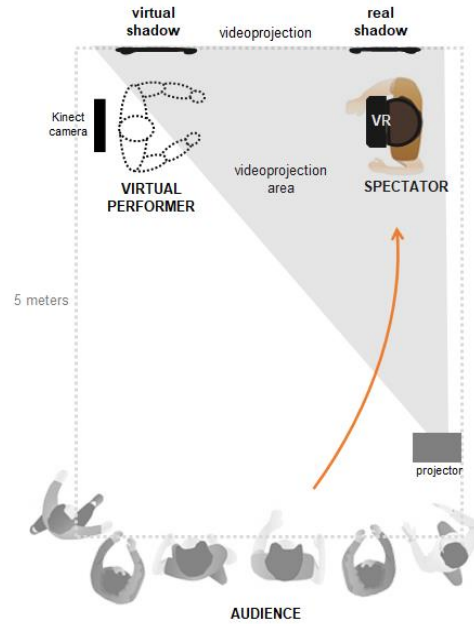 virtual
shadow
videoprojection
real
shadow
Kinect
camera
VR
videoprojection
area
VIRTUAL
PERFORMER
SPECTATOR
5 meters
projector
AUDIENCE